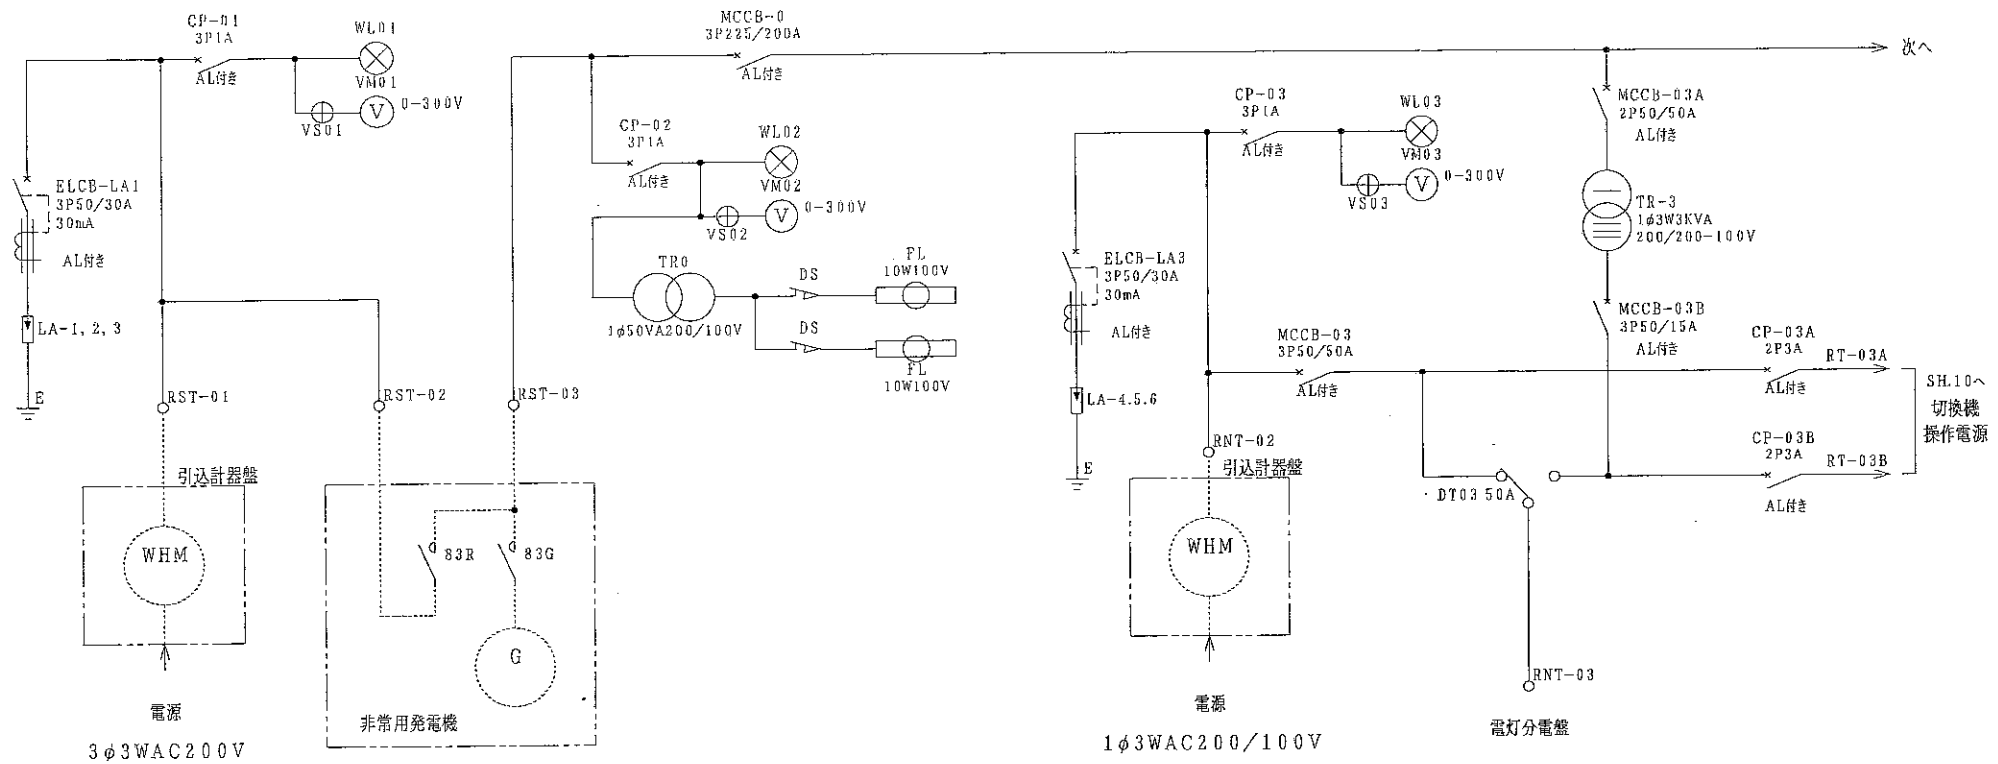 CP-01
3P1A
AL付き
WL01
VM01
V
0-300V
VS01
ELCB-LA1
3P50/30A
30mA
AL付き
LA-1,2,3
E
RST-01
引込計器盤
WHM
電源
3φ3WAC200V
RST-02
RST-03
83R
83G
G
非常用発電機
MCCB-0
3P225/200A
AL付き
次へ
CP-02
3P1A
AL付き
WL02
VM02
V
0-300V
VS02
TR0
1φ50VA200/100V
DS
FL
10W100V
DS
FL
10W100V
CP-03
3P1A
AL付き
WL03
VM03
V
0-300V
VS03
ELCB-LA3
3P50/30A
30mA
AL付き
LA-4.5.6
E
MCCB-03
3P50/50A
AL付き
RNT-02
引込計器盤
WHM
電源
1φ3WAC200/100V
MCCB-03A
2P50/50A
AL付き
TR-3
1φ3W3KVA
200/200-100V
MCCB-03B
3P50/15A
AL付き
CP-03A
2P3A
AL付き
RT-03A
CP-03B
2P3A
AL付き
RT-03B
SH.10へ
切換機
操作電源
DT03 50A
RNT-03
電灯分電盤